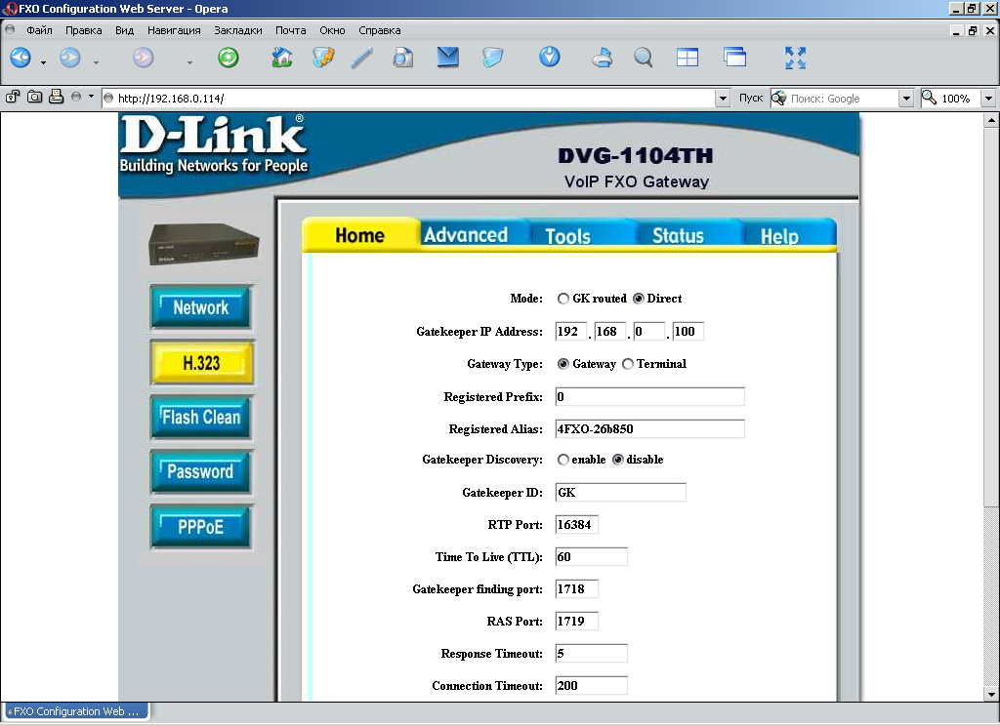 FXO Configuration Web Server - Opera
Файл Правка Вид Навигация Закладки Почта Окно Справка
http://192.168.0.114/ Пуск Поиск: Google 100%
D-Link®
Building Networks for People
DVG-1104TH
VoIP FXO Gateway
Home Advanced Tools Status Help
Network
H.323
Flash Clean
Password
PPPoE
Mode: GK routed Direct
Gatekeeper IP Address: 192 . 168 . 0 . 100
Gateway Type: Gateway Terminal
Registered Prefix: 0
Registered Alias: 4FXO-26b850
Gatekeeper Discovery: enable disable
Gatekeeper ID: GK
RTP Port: 16384
Time To Live (TTL): 60
Gatekeeper finding port: 1718
RAS Port: 1719
Response Timeout: 5
Connection Timeout: 200
FXO Configuration Web ...